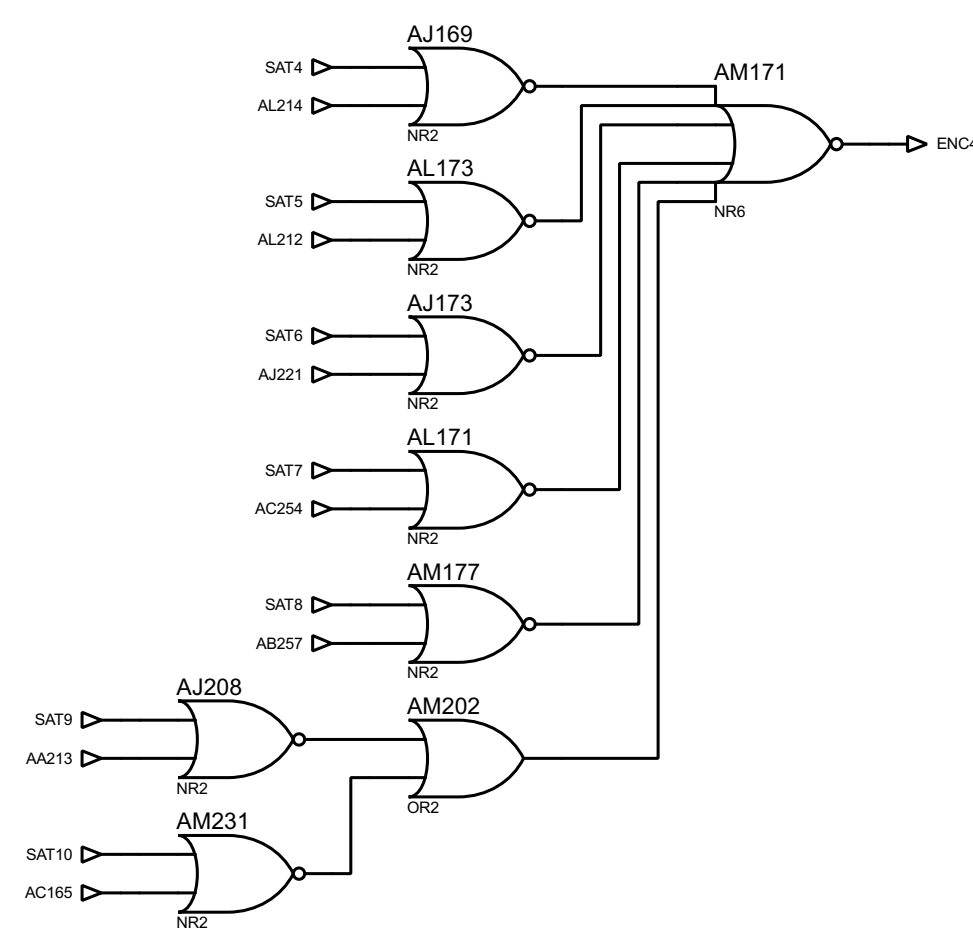 AJ169
SAT4
AL214
NR2
AM171
ENC4
NR6
AL173
SAT5
AL212
NR2
AJ173
SAT6
AJ221
NR2
AL171
SAT7
AC254
NR2
AM177
SAT8
AB257
NR2
AJ208
SAT9
AA213
NR2
AM202
OR2
AM231
SAT10
AC165
NR2